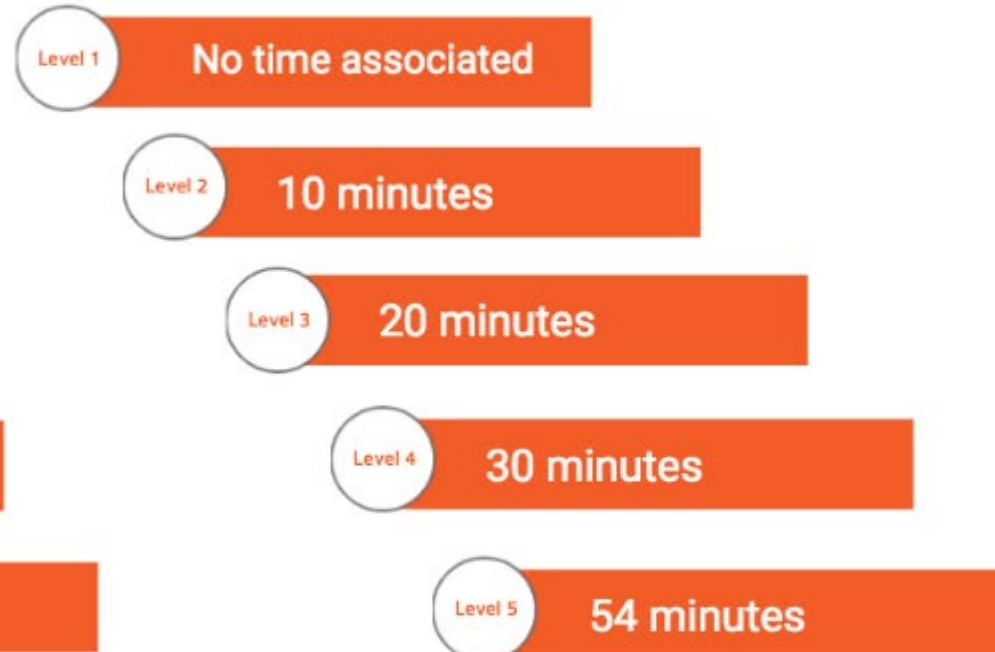 Level 1 No time associated
Level 2 10 minutes
Level 3 20 minutes
Level 4 30 minutes
Level 5 54 minutes